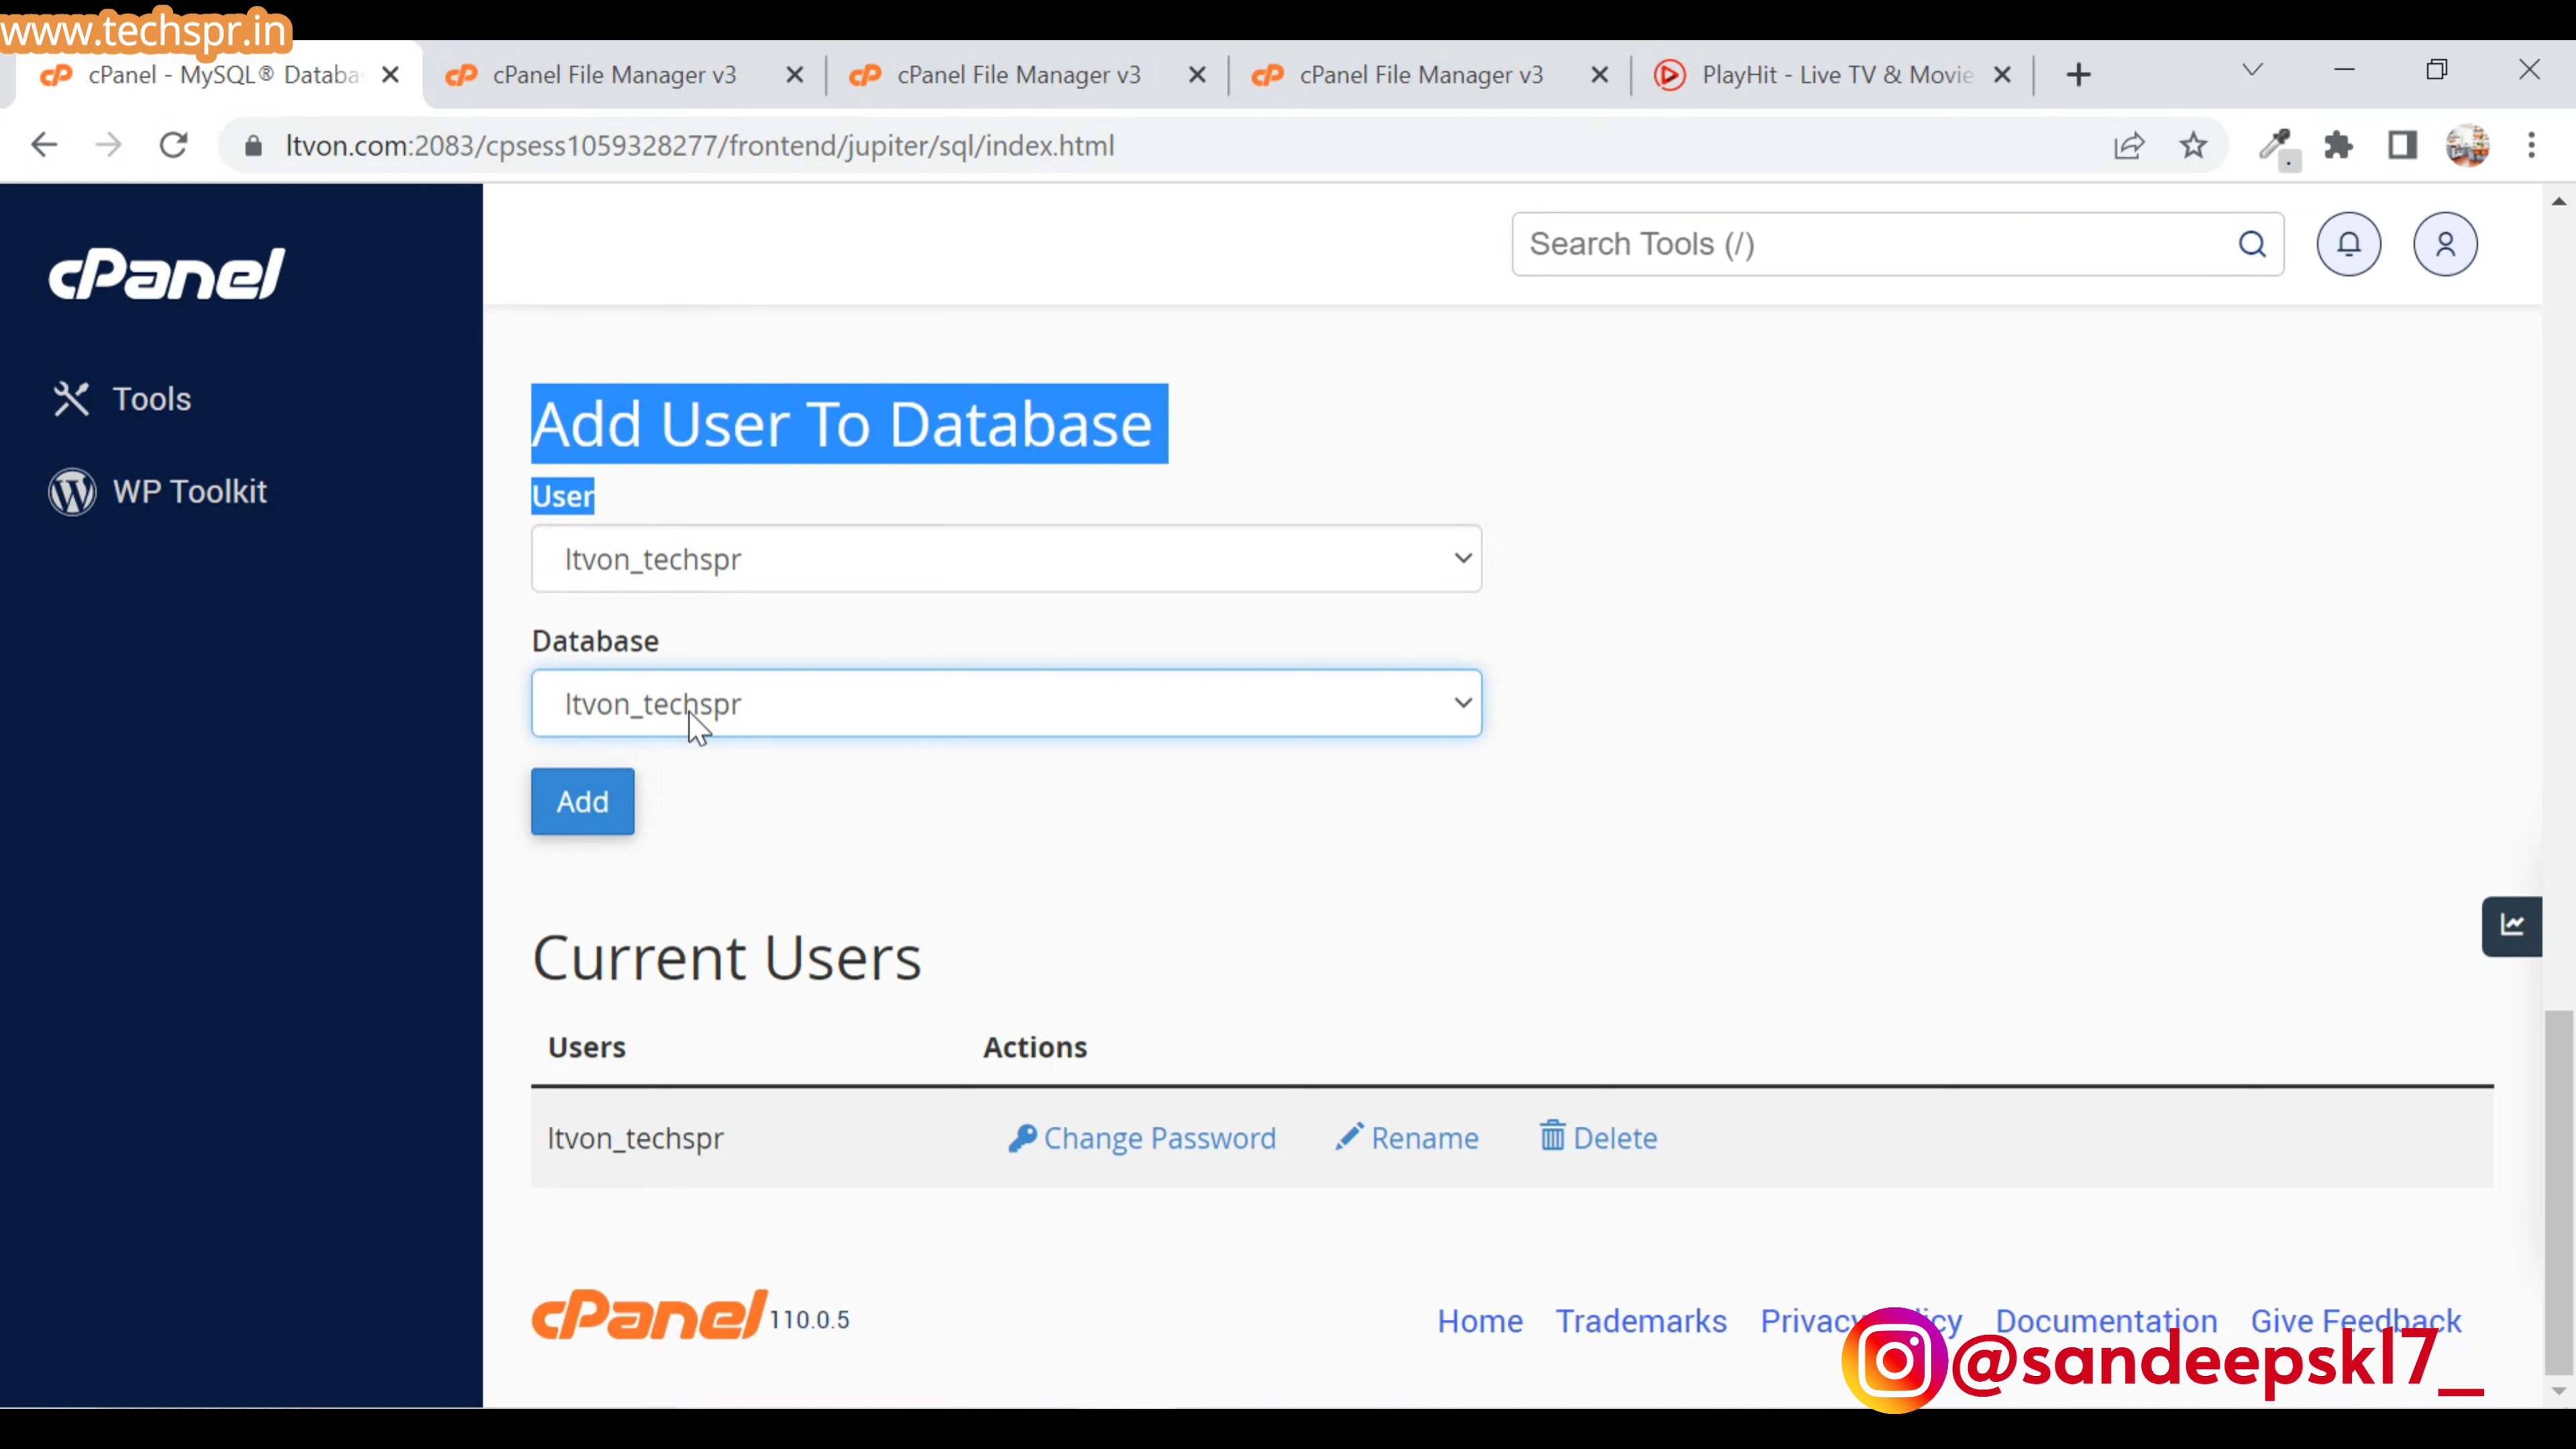 www.techspr.in
cPanel - MySQL® Databa
cPanel File Manager v3
cPanel File Manager v3
cPanel File Manager v3
PlayHit - Live TV & Movie
ltvon.com:2083/cpsess1059328277/frontend/jupiter/sql/index.html
cPanel
Search Tools (/)
Tools
WP Toolkit
Add User To Database
User
ltvon_techspr
Database
ltvon_techspr
Add
Current Users
Users Actions
ltvon_techspr Change Password Rename Delete
cPanel 110.0.5
Home Trademarks Privacy Policy Documentation Give Feedback
@sandeepskl7_